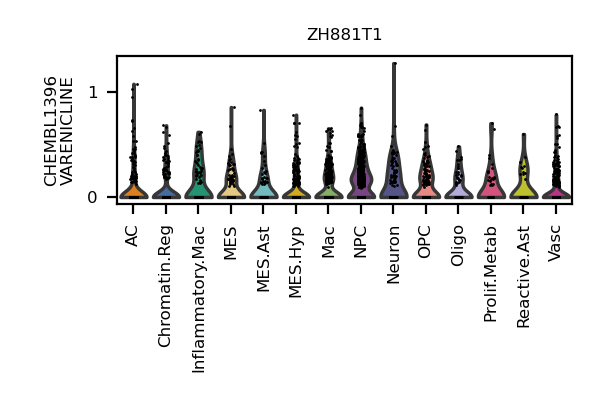 ZH881T1
CHEMBL1396
VARENICLINE
1
0
AC
Chromatin.Reg
Inflammatory.Mac
MES
MES.Ast
MES.Hyp
Mac
NPC
Neuron
OPC
Oligo
Prolif.Metab
Reactive.Ast
Vasc